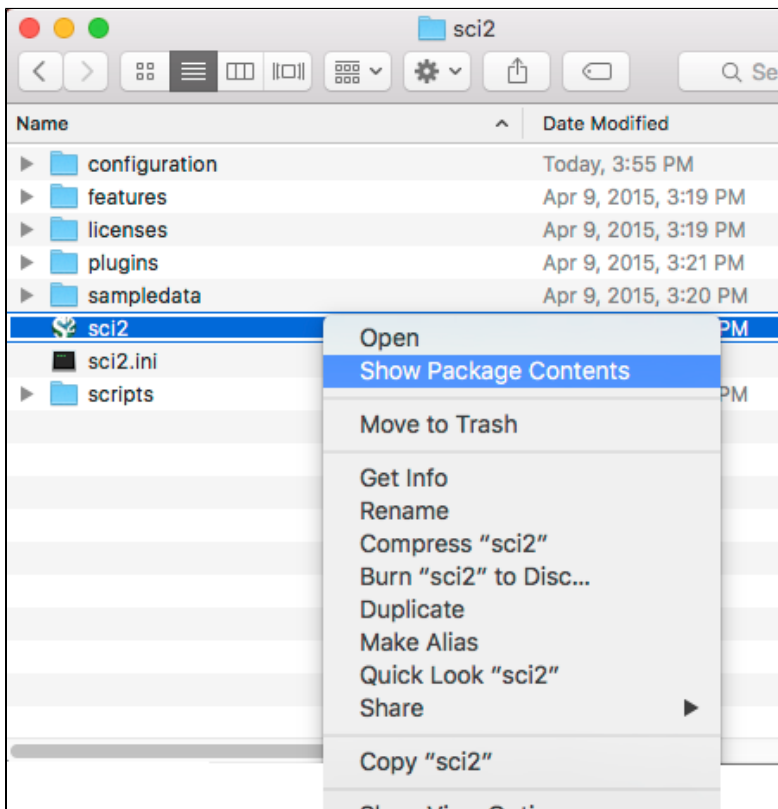 sci2
Se
Name Date Modified
configuration Today, 3:55 PM
features Apr 9, 2015, 3:19 PM
licenses Apr 9, 2015, 3:19 PM
plugins Apr 9, 2015, 3:21 PM
sampledata Apr 9, 2015, 3:20 PM
sci2 PM
sci2.ini
scripts PM
Open
Show Package Contents
Move to Trash
Get Info
Rename
Compress “sci2”
Burn “sci2” to Disc...
Duplicate
Make Alias
Quick Look “sci2”
Share
Copy “sci2”